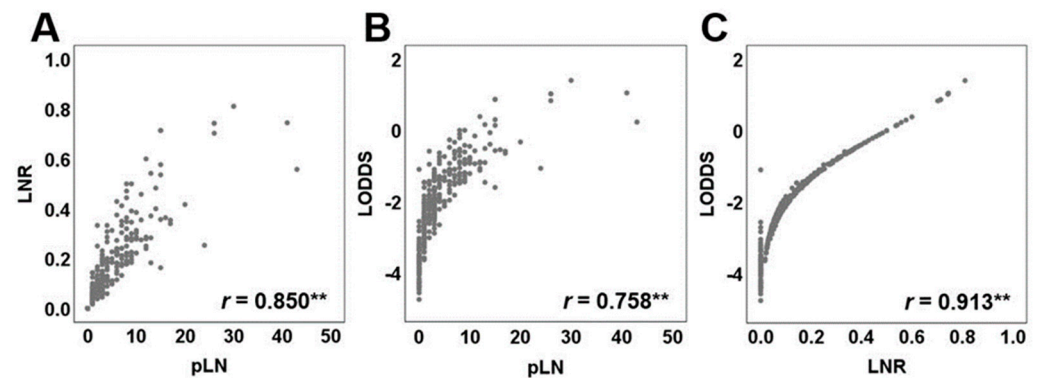 A
B
C
LNR
1.0
0.8
0.6
0.4
0.2
0.0
r = 0.850**
0 10 20 30 40 50
pLN
LODDS
2
0
-2
-4
r = 0.758**
0 10 20 30 40 50
pLN
LODDS
2
0
-2
-4
r = 0.913**
0.0 0.2 0.4 0.6 0.8 1.0
LNR